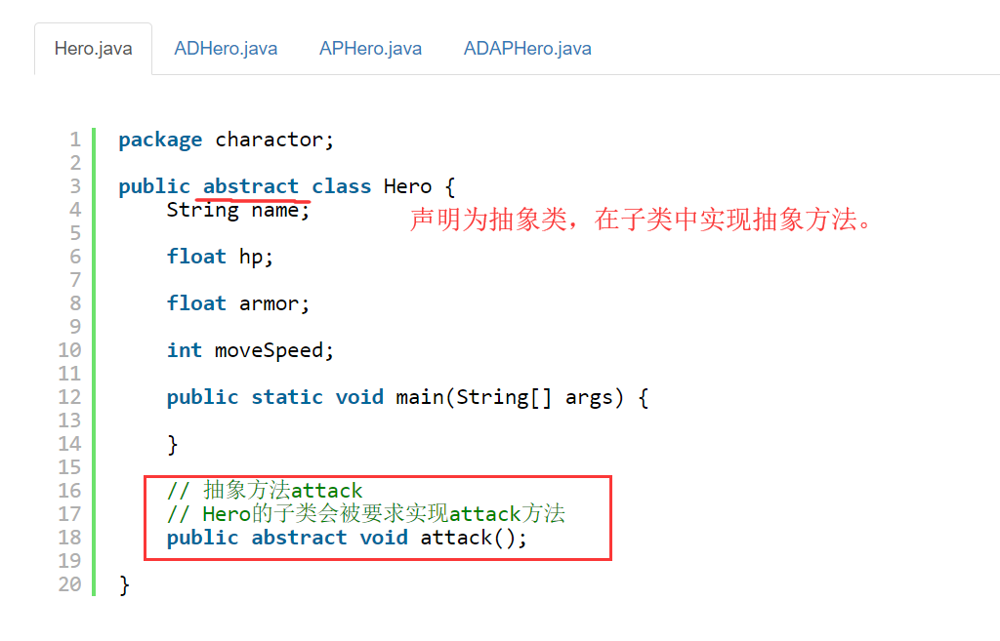 Hero.java ADHero.java APHero.java ADAPHero.java
1 package charactor;
2
3 public abstract class Hero {
4 String name;
声明为抽象类，在子类中实现抽象方法。
5
6 float hp;
7
8 float armor;
9
10 int moveSpeed;
11
12 public static void main(String[] args) {
13
14 }
15
16 // 抽象方法attack
17 // Hero的子类会被要求实现attack方法
18 public abstract void attack();
19
20 }